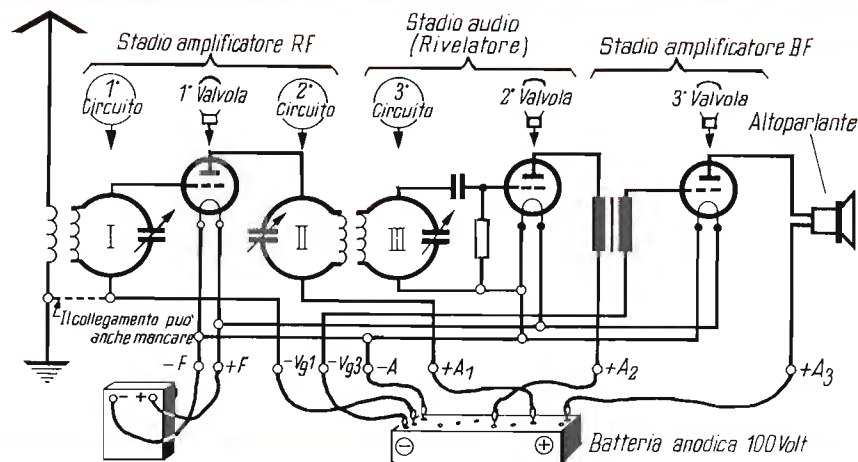 Stadio amplificatore RF
Stadio audio
(Rivelatore)
Stadio amplificatore BF
1° Circuito
1° Valvola
2° Circuito
3° Circuito
2° Valvola
3° Valvola
Altoparlante
I
II
III
Il collegamento può
anche mancare
-F
+F
-Vg1
-Vg3
-A
+A1
+A2
+A3
- +
- +
Batteria anodica 100 Volt